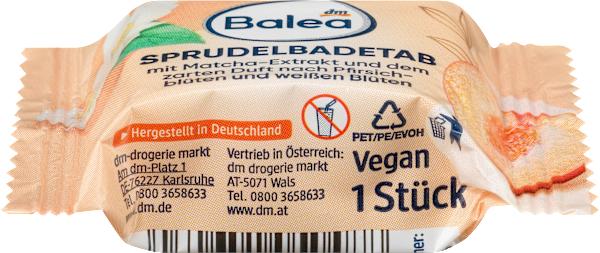 dm
Balea
SPRUDELBADETAB
mit Matcha-Extrakt und dem
zarten Duft nach Pfirsich-
blüten und weißen Blüten
Hergestellt in Deutschland
dm-drogerie markt
Am dm-Platz 1
DE-76227 Karlsruhe
Tel. 0800 3658633
www.dm.de
Vertrieb in Österreich:
dm drogerie markt
AT-5071 Wals
Tel. 0800 3658633
www.dm.at
PET/PE/EVOH
Vegan
1 Stück